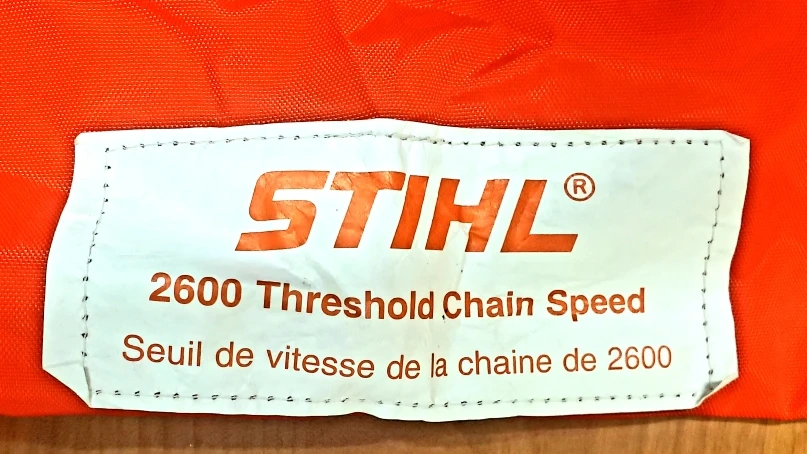 STIHL®
2600 Threshold Chain Speed
Seuil de vitesse de la chaine de 2600